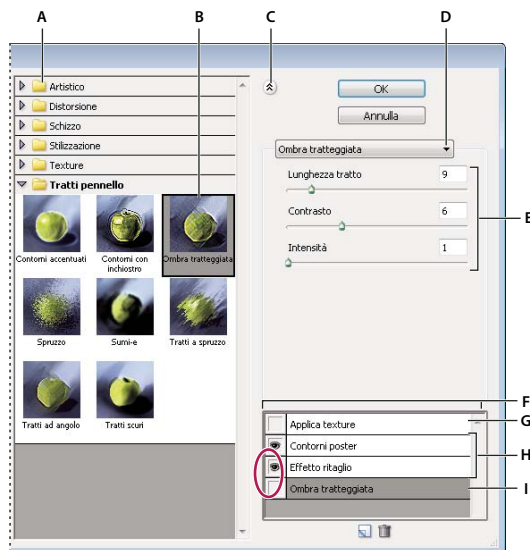 A
B
C
D
Artistico
Distorsione
Schizzo
Stilizzazione
Texture
Tratti pennello
Contorni accentuati
Contorni con inchiostro
Ombra tratteggiata
Spruzzo
Sumi-e
Tratti a spruzzo
Tratti ad angolo
Tratti scuri
OK
Annulla
Ombra tratteggiata
Lunghezza tratto 9
Contrasto 6
Intensità 1
E
F
G
Applica texture
Contorni poster
H
Effetto ritaglio
Ombra tratteggiata
I